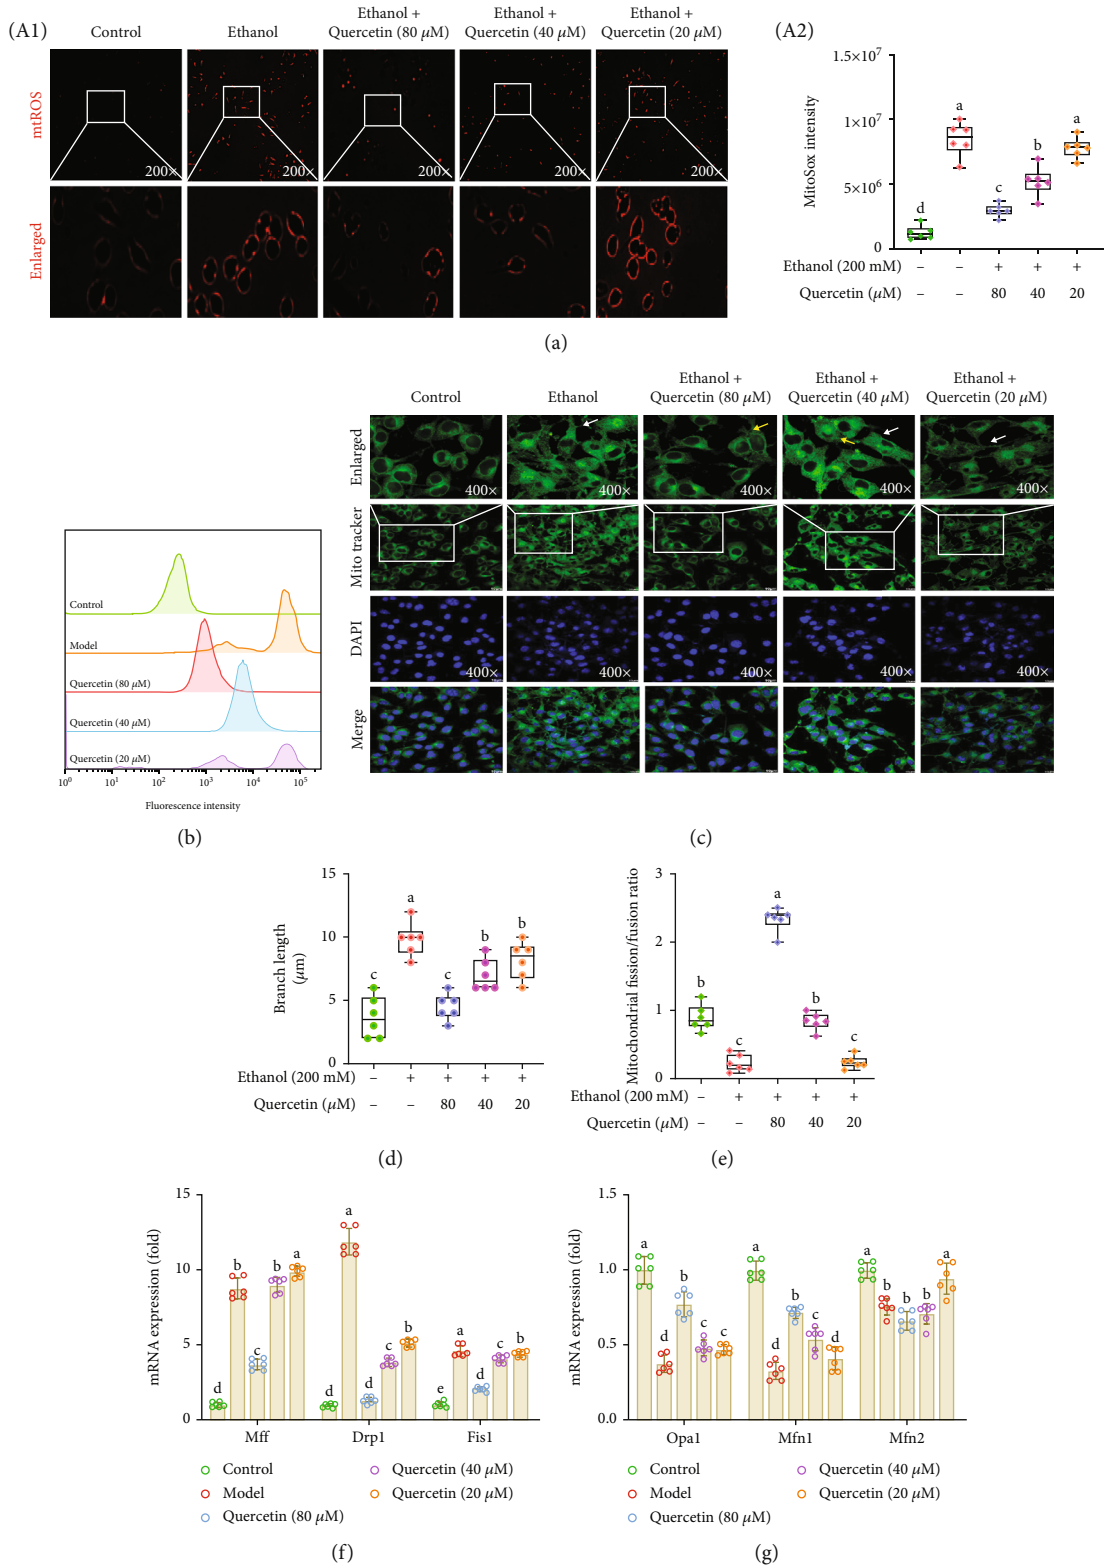 (A1)
Control
Ethanol
Ethanol +
Quercetin (80 μM)
Ethanol +
Quercetin (40 μM)
Ethanol +
Quercetin (20 μM)
mtROS
200×
200×
200×
200×
200×
Enlarged
(A2)
1.5×10⁷
1×10⁷
5×10⁶
0
MitoSox intensity
d
a
c
b
a
Ethanol (200 mM) – – + + +
Quercetin (μM) – – 80 40 20
(a)
Control
Model
Quercetin (80 μM)
Quercetin (40 μM)
Quercetin (20 μM)
10⁰ 10¹ 10² 10³ 10⁴ 10⁵
Fluorescence intensity
(b)
Control
Ethanol
Ethanol +
Quercetin (80 μM)
Ethanol +
Quercetin (40 μM)
Ethanol +
Quercetin (20 μM)
Enlarged
400×
400×
400×
400×
400×
Mito tracker
DAPI
400×
400×
400×
400×
400×
Merge
(c)
15
10
5
0
Branch length
(μm)
c
a
c
b
b
Ethanol (200 mM) – + + + +
Quercetin (μM) – – 80 40 20
(d)
3
2
1
0
Mitochondrial fission/fusion ratio
b
c
a
b
c
Ethanol (200 mM) – + + + +
Quercetin (μM) – – 80 40 20
(e)
15
10
5
0
mRNA expression (fold)
d b c b a
d a d c b
e a d c b
Mff Drp1 Fis1
Control
Model
Quercetin (80 μM)
Quercetin (40 μM)
Quercetin (20 μM)
(f)
1.5
1.0
0.5
0.0
mRNA expression (fold)
a d b c c
a d b c d
a b b b a
Opa1 Mfn1 Mfn2
Control
Model
Quercetin (80 μM)
Quercetin (40 μM)
Quercetin (20 μM)
(g)